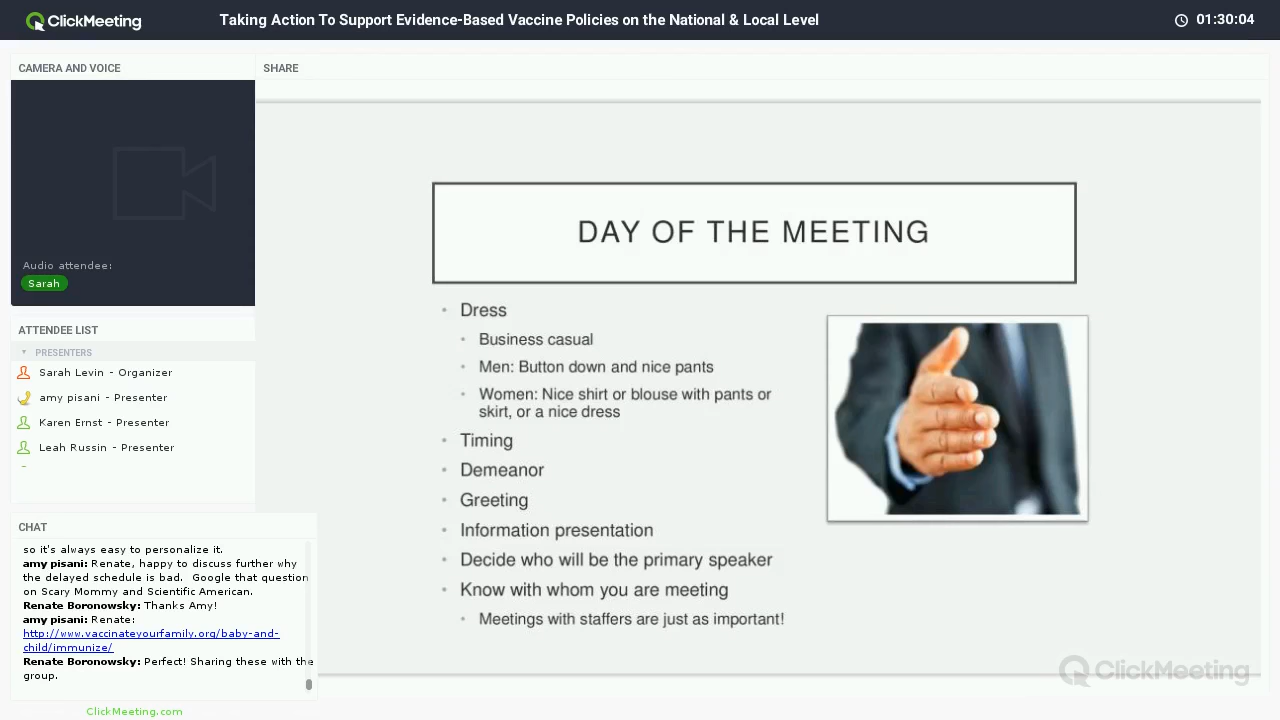 ClickMeeting
Taking Action To Support Evidence-Based Vaccine Policies on the National & Local Level
01:30:04
CAMERA AND VOICE
Audio attendee:
Sarah
ATTENDEE LIST
PRESENTERS
Sarah Levin - Organizer
amy pisani - Presenter
Karen Ernst - Presenter
Leah Russin - Presenter
CHAT
so it's always easy to personalize it.
amy pisani: Renate, happy to discuss further why
the delayed schedule is bad. Google that question
on Scary Mommy and Scientific American.
Renate Boronowsky: Thanks Amy!
amy pisani: Renate:
http://www.vaccinateyourfamily.org/baby-and-
child/immunize/
Renate Boronowsky: Perfect! Sharing these with the
group.
ClickMeeting.com
SHARE
DAY OF THE MEETING
• Dress
• Business casual
• Men: Button down and nice pants
• Women: Nice shirt or blouse with pants or
skirt, or a nice dress
• Timing
• Demeanor
• Greeting
• Information presentation
• Decide who will be the primary speaker
• Know with whom you are meeting
• Meetings with staffers are just as important!
ClickMeeting